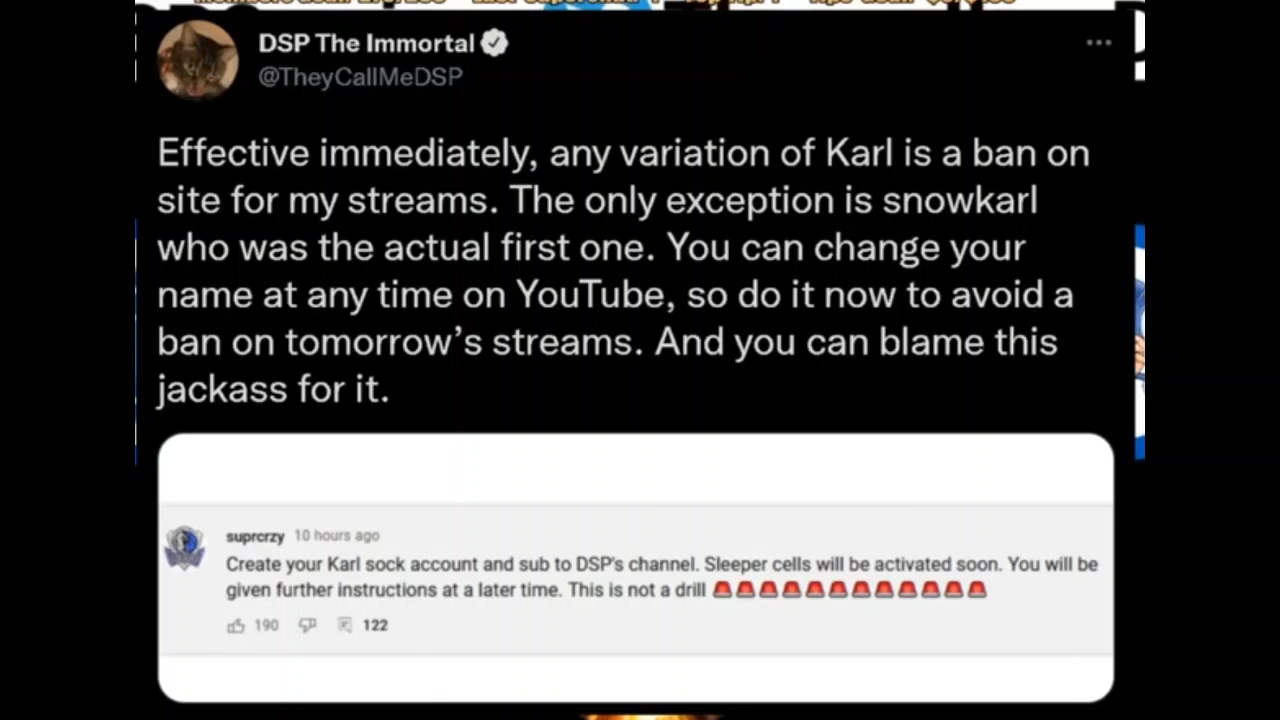 DSP The Immortal
@TheyCallMeDSP
Effective immediately, any variation of Karl is a ban on
site for my streams. The only exception is snowkarl
who was the actual first one. You can change your
name at any time on YouTube, so do it now to avoid a
ban on tomorrow’s streams. And you can blame this
jackass for it.
suprcrzy 10 hours ago
Create your Karl sock account and sub to DSP's channel. Sleeper cells will be activated soon. You will be
given further instructions at a later time. This is not a drill 🚨🚨🚨🚨🚨🚨🚨🚨🚨🚨🚨🚨
190 122